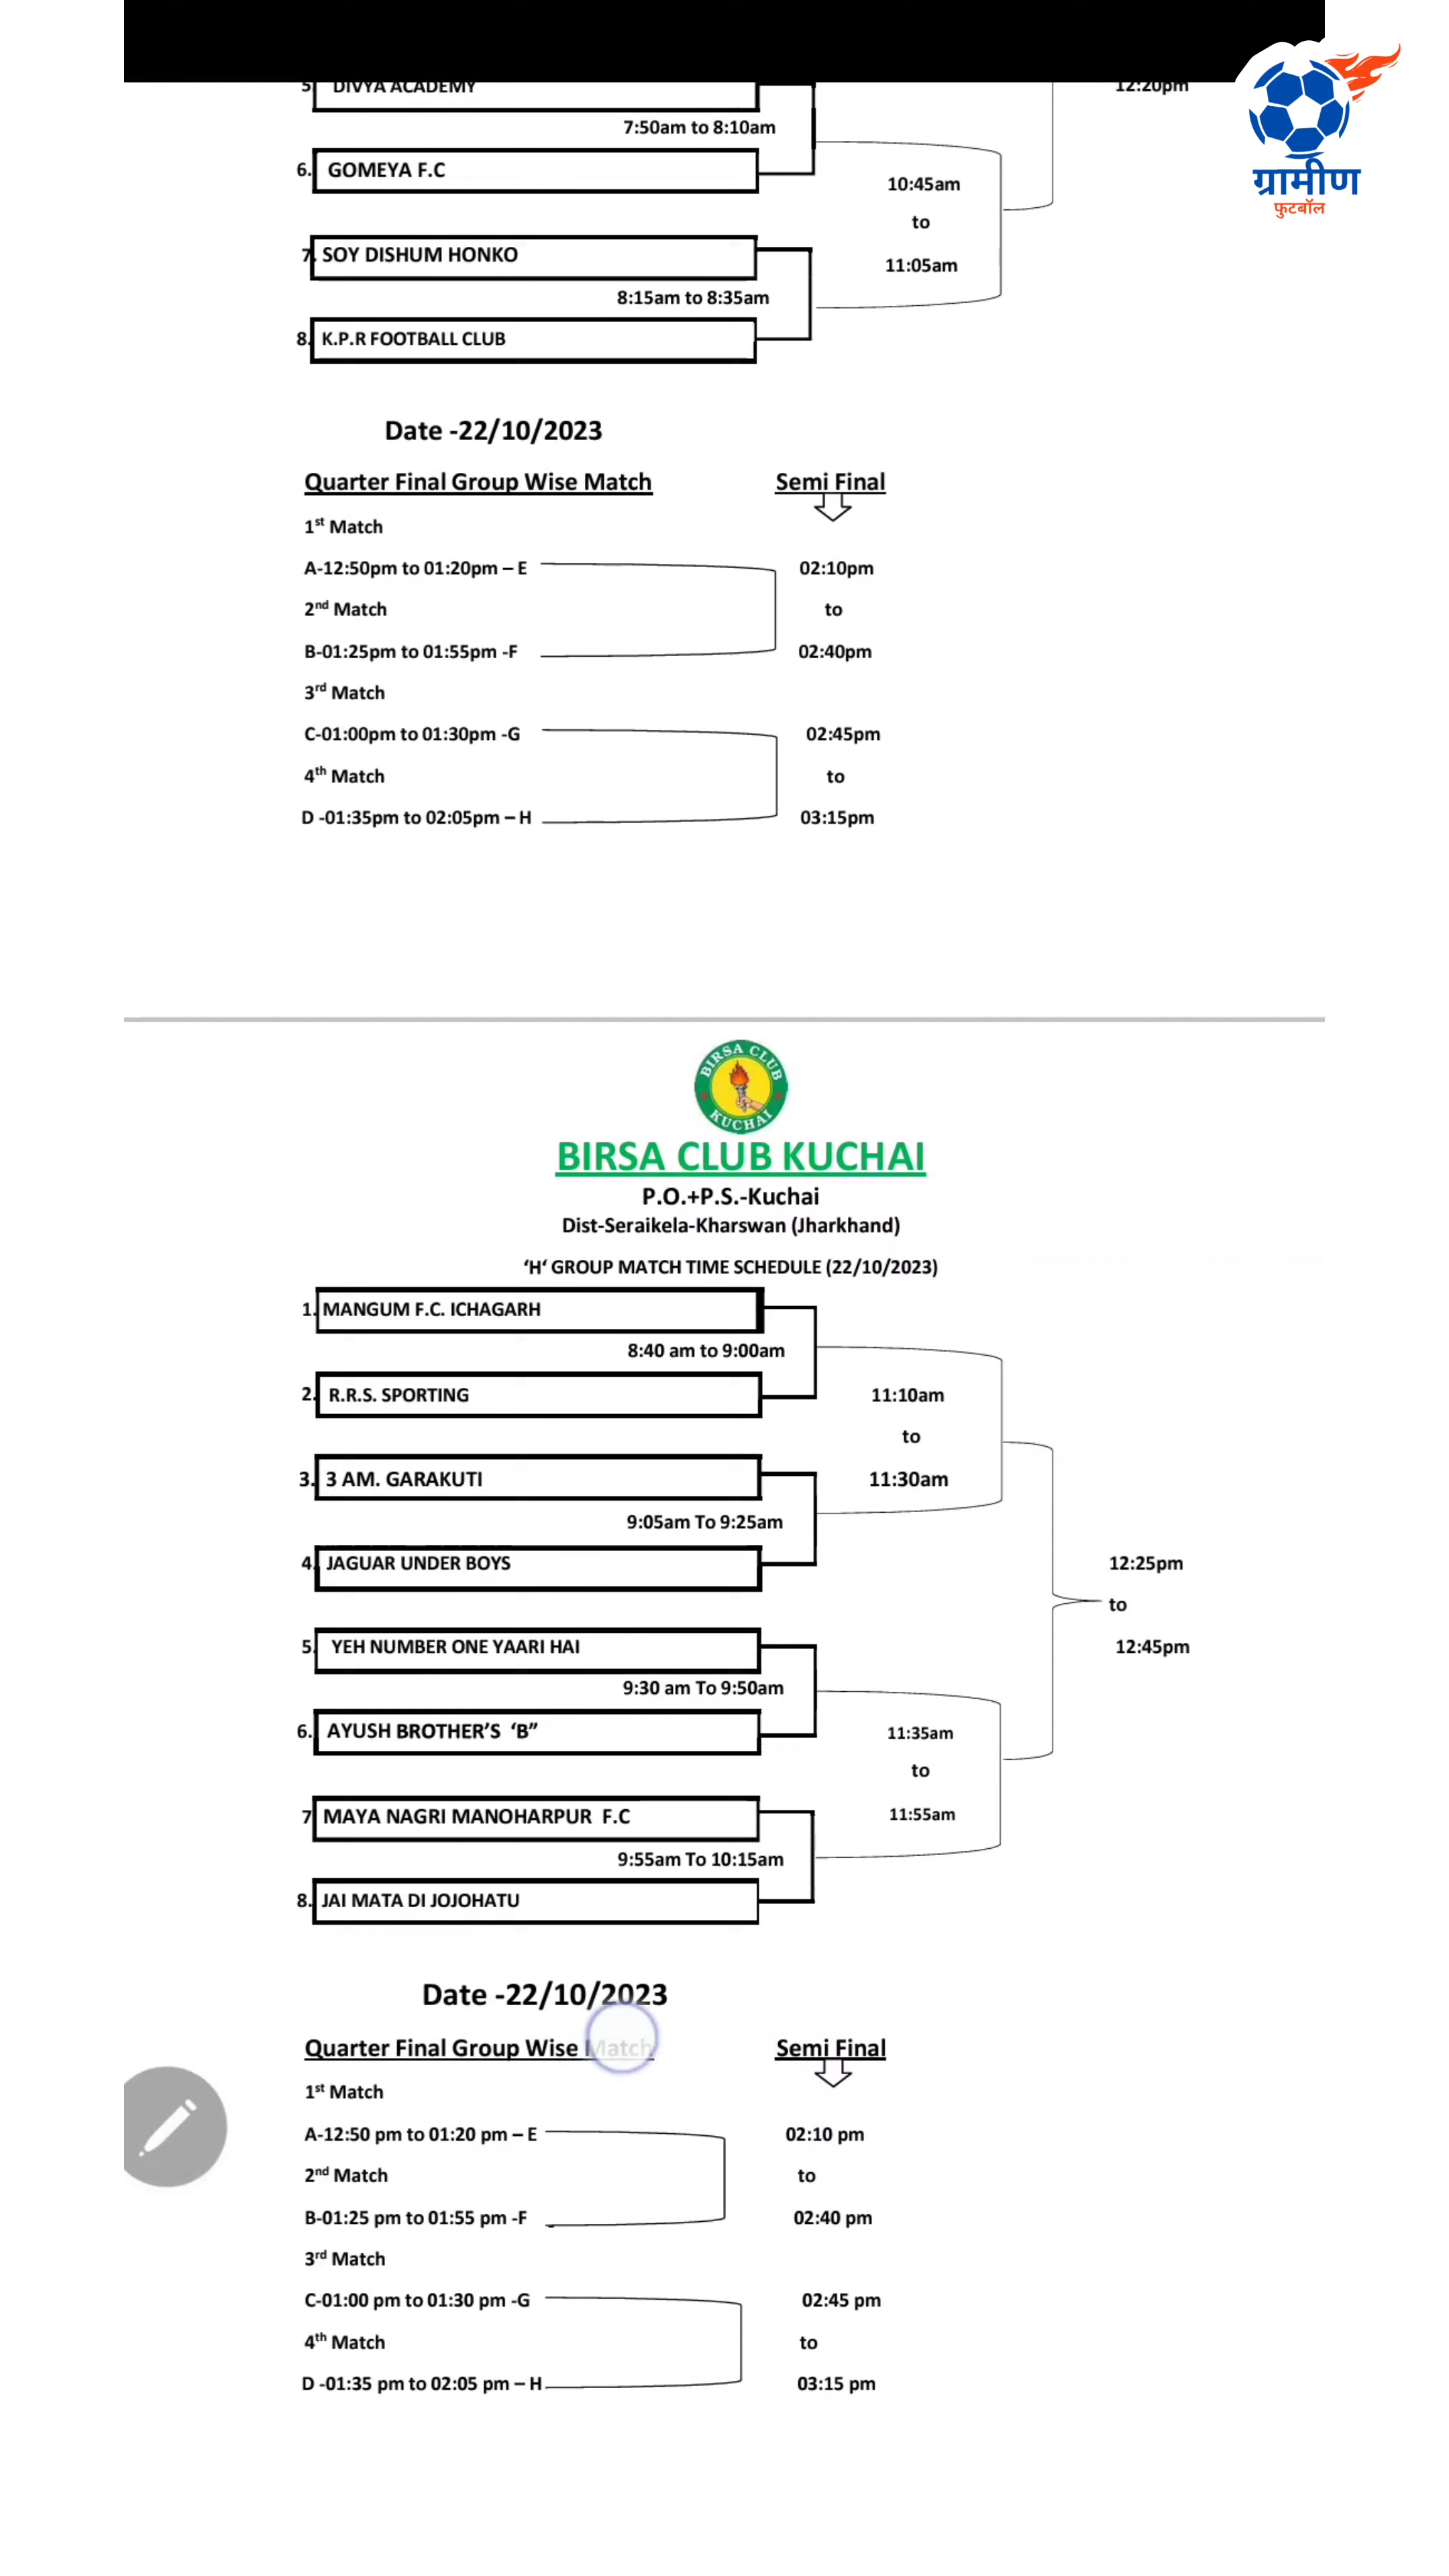 5 DIVYA ACADEMY
12:20pm
7:50am to 8:10am
6. GOMEYA F.C
10:45am
to
11:05am
ग्रामीण
फुटबॉल
7. SOY DISHUM HONKO
8:15am to 8:35am
8. K.P.R FOOTBALL CLUB
Date -22/10/2023
Quarter Final Group Wise Match Semi Final
1st Match
A-12:50pm to 01:20pm – E 02:10pm
2nd Match to
B-01:25pm to 01:55pm -F 02:40pm
3rd Match
C-01:00pm to 01:30pm -G 02:45pm
4th Match to
D -01:35pm to 02:05pm – H 03:15pm
BIRSA CLUB
KUCHAI
BIRSA CLUB KUCHAI
P.O.+P.S.-Kuchai
Dist-Seraikela-Kharswan (Jharkhand)
‘H‘ GROUP MATCH TIME SCHEDULE (22/10/2023)
1. MANGUM F.C. ICHAGARH
8:40 am to 9:00am
2. R.R.S. SPORTING
11:10am
to
11:30am
3. 3 AM. GARAKUTI
9:05am To 9:25am
4. JAGUAR UNDER BOYS
12:25pm
to
12:45pm
5. YEH NUMBER ONE YAARI HAI
9:30 am To 9:50am
6. AYUSH BROTHER’S ‘B”
11:35am
to
11:55am
7 MAYA NAGRI MANOHARPUR F.C
9:55am To 10:15am
8. JAI MATA DI JOJOHATU
Date -22/10/2023
Quarter Final Group Wise Match Semi Final
1st Match
A-12:50 pm to 01:20 pm – E 02:10 pm
2nd Match to
B-01:25 pm to 01:55 pm -F 02:40 pm
3rd Match
C-01:00 pm to 01:30 pm -G 02:45 pm
4th Match to
D -01:35 pm to 02:05 pm – H 03:15 pm